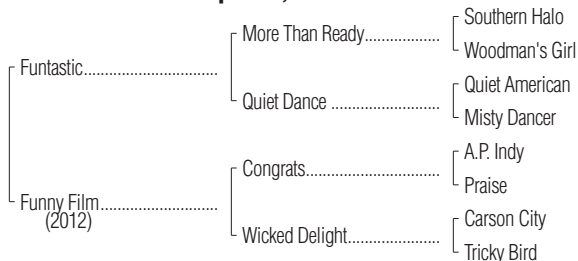 Southern Halo
More Than Ready..................
Woodman's Girl
Funtastic................................
Quiet American
Quiet Dance ..........................
Misty Dancer
A.P. Indy
Congrats................................
Praise
Funny Film............................
(2012)
Carson City
Wicked Delight......................
Tricky Bird